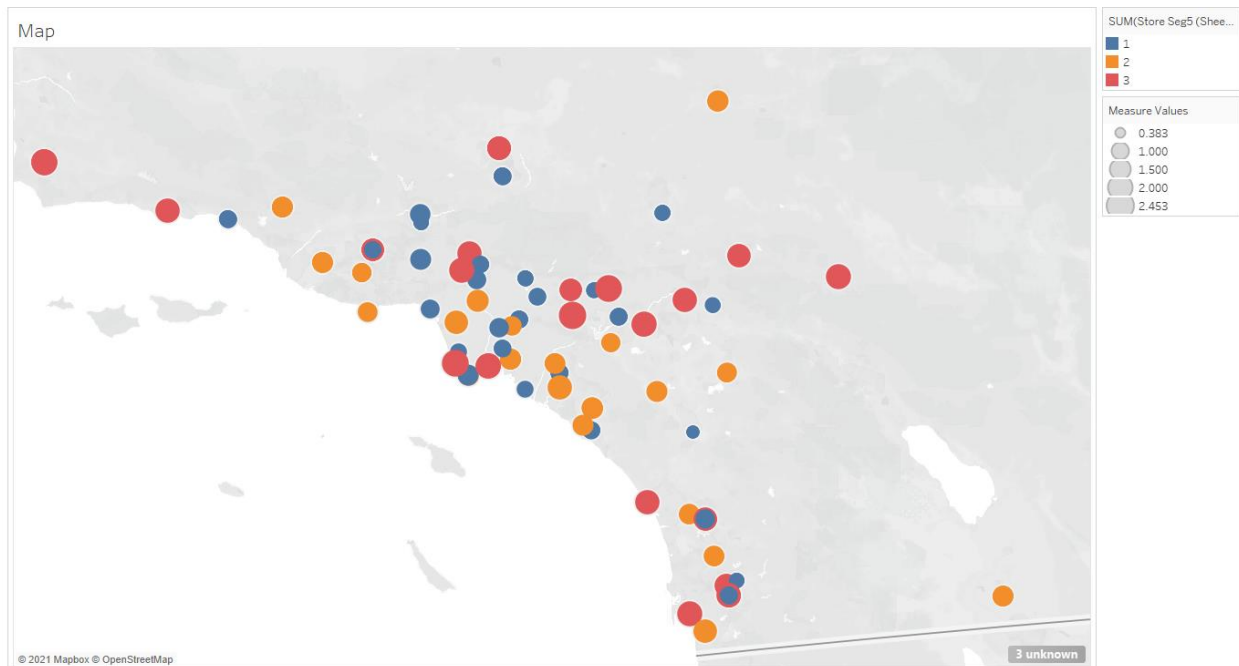 Map
SUM(Store Seg5 (Shee...
1
2
3
Measure Values
0.383
1.000
1.500
2.000
2.453
© 2021 Mapbox © OpenStreetMap
3 unknown